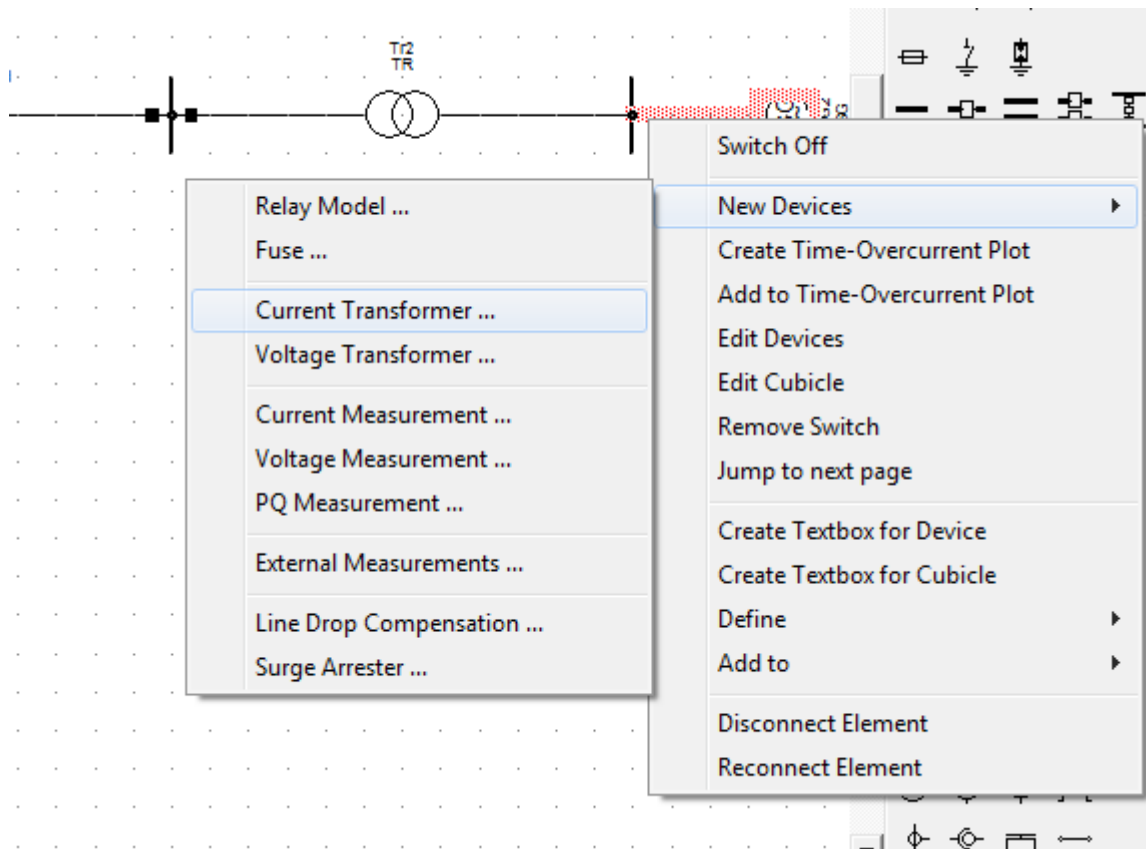 Tr2
TR
Switch Off
New Devices
Create Time-Overcurrent Plot
Add to Time-Overcurrent Plot
Edit Devices
Edit Cubicle
Remove Switch
Jump to next page
Create Textbox for Device
Create Textbox for Cubicle
Define
Add to
Disconnect Element
Reconnect Element
Relay Model ...
Fuse ...
Current Transformer ...
Voltage Transformer ...
Current Measurement ...
Voltage Measurement ...
PQ Measurement ...
External Measurements ...
Line Drop Compensation ...
Surge Arrester ...